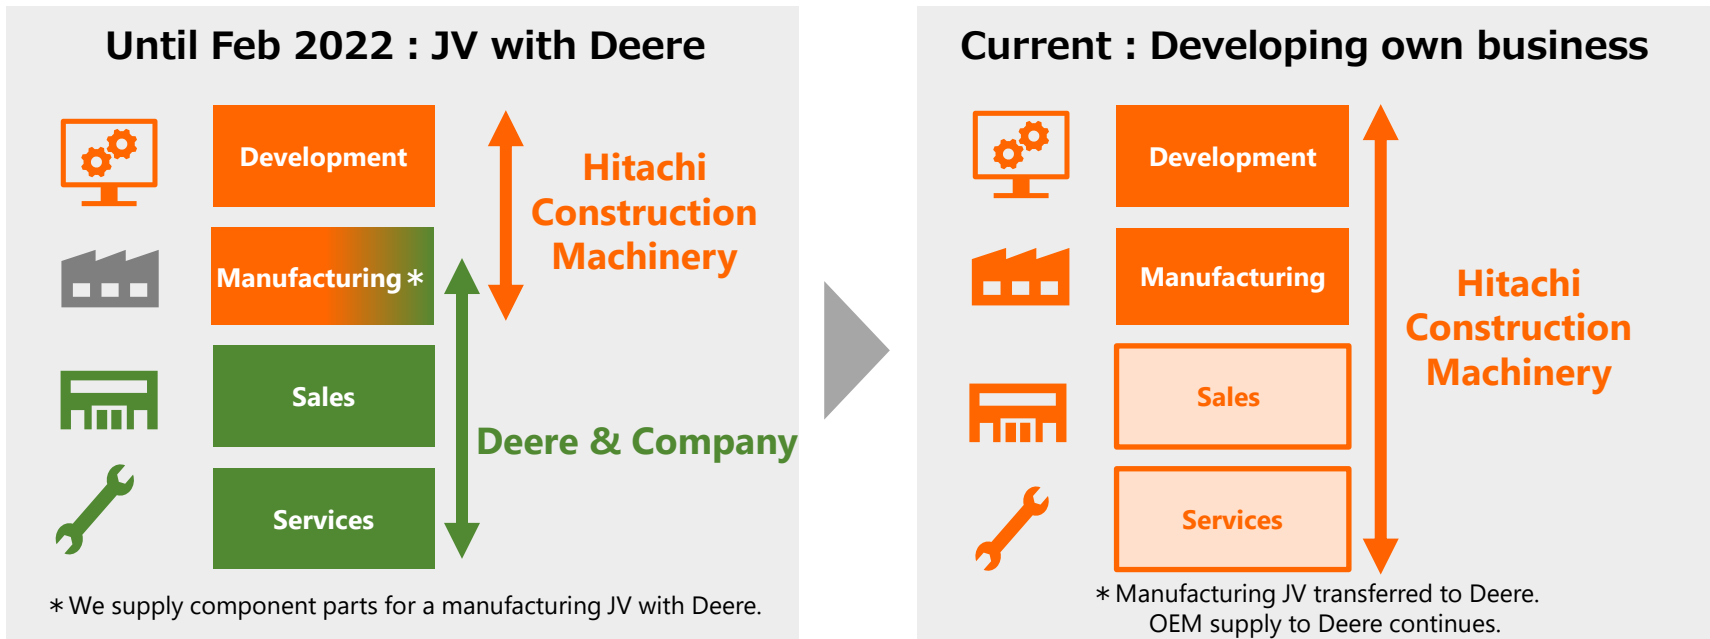 Until Feb 2022 : JV with Deere
Development
Hitachi
Construction
Machinery
Manufacturing＊
Sales
Deere & Company
Services
＊We supply component parts for a manufacturing JV with Deere.
Current : Developing own business
Development
Manufacturing
Hitachi
Construction
Machinery
Sales
Services
＊Manufacturing JV transferred to Deere.
OEM supply to Deere continues.